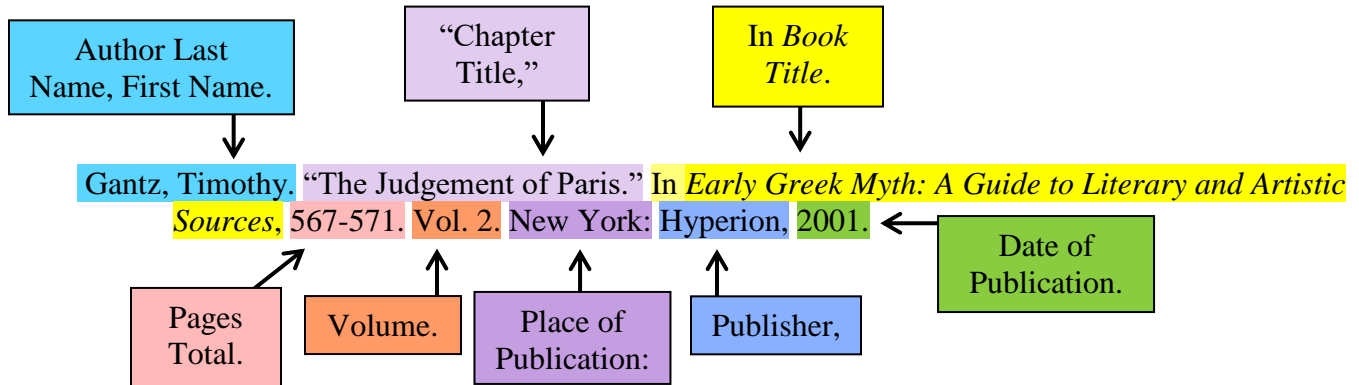 Author Last
Name, First Name.
“Chapter
Title,”
In Book
Title.
Gantz, Timothy. “The Judgement of Paris.” In Early Greek Myth: A Guide to Literary and Artistic
Sources, 567-571. Vol. 2. New York: Hyperion, 2001.
Pages
Total.
Volume.
Place of
Publication:
Publisher,
Date of
Publication.